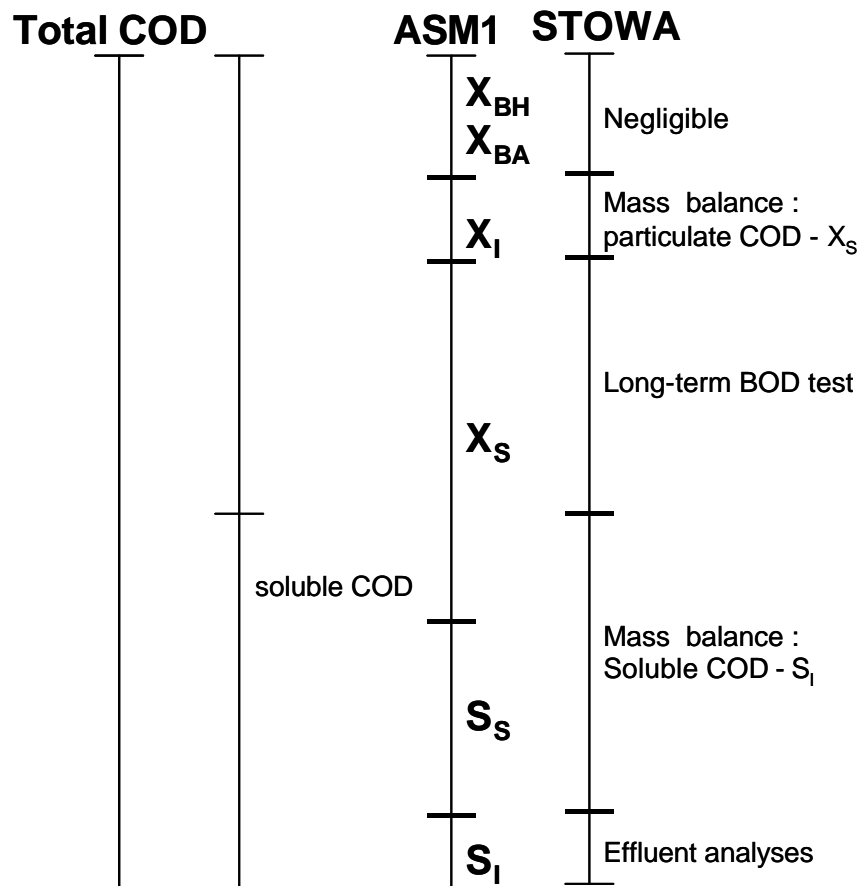 Total COD ASM1 STOWA
X_BH
X_BA
Negligible
X_I
Mass balance :
particulate COD - X_S
X_S
Long-term BOD test
soluble COD
S_S
Mass balance :
Soluble COD - S_I
S_I
Effluent analyses